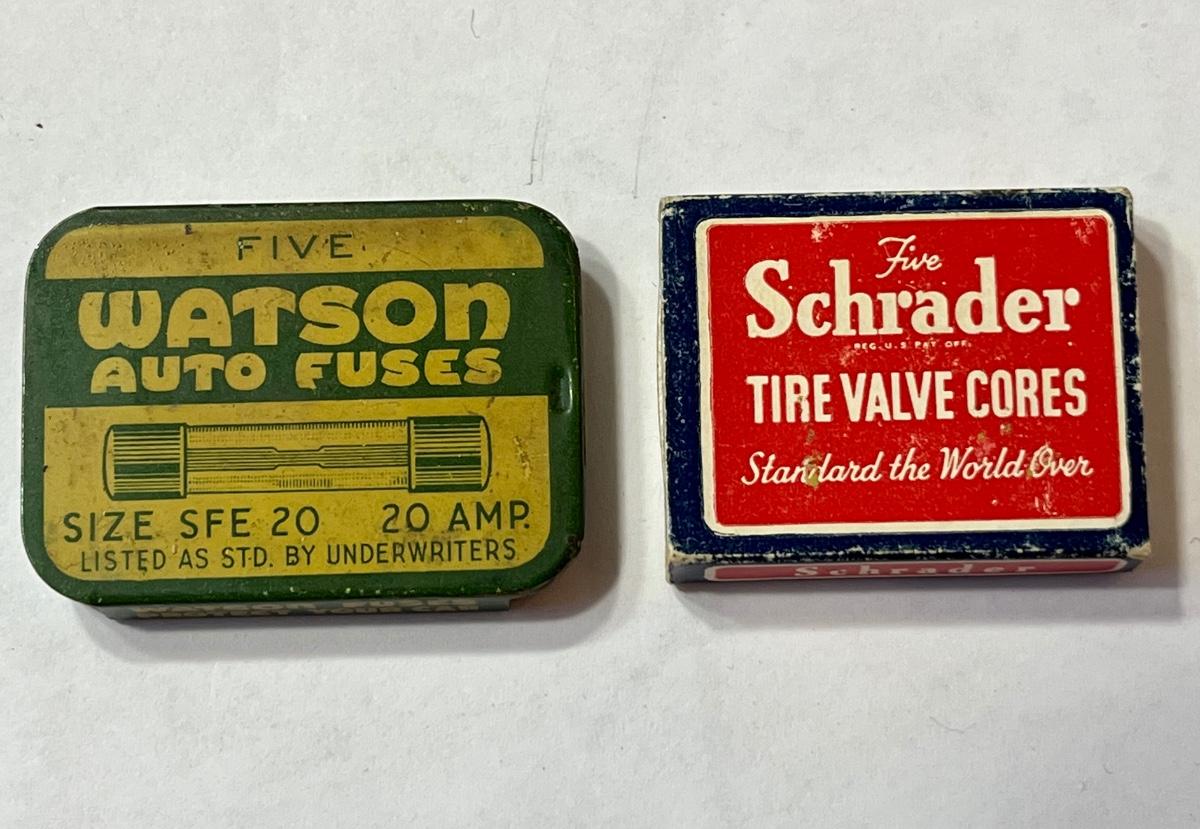 FIVE
WATSON
AUTO FUSES
SIZE SFE 20 20 AMP.
LISTED AS STD. BY UNDERWRITERS
Five
Schrader
REG. U.S. PAT. OFF.
TIRE VALVE CORES
Standard the World Over
Schrader